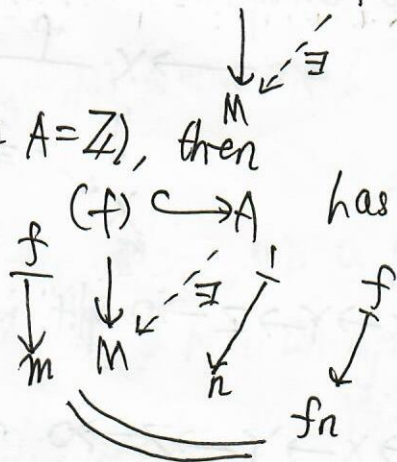 ∃
M
A=ℤ), then
(f) ↪ A has
f 1 f
∃
m M n
fn